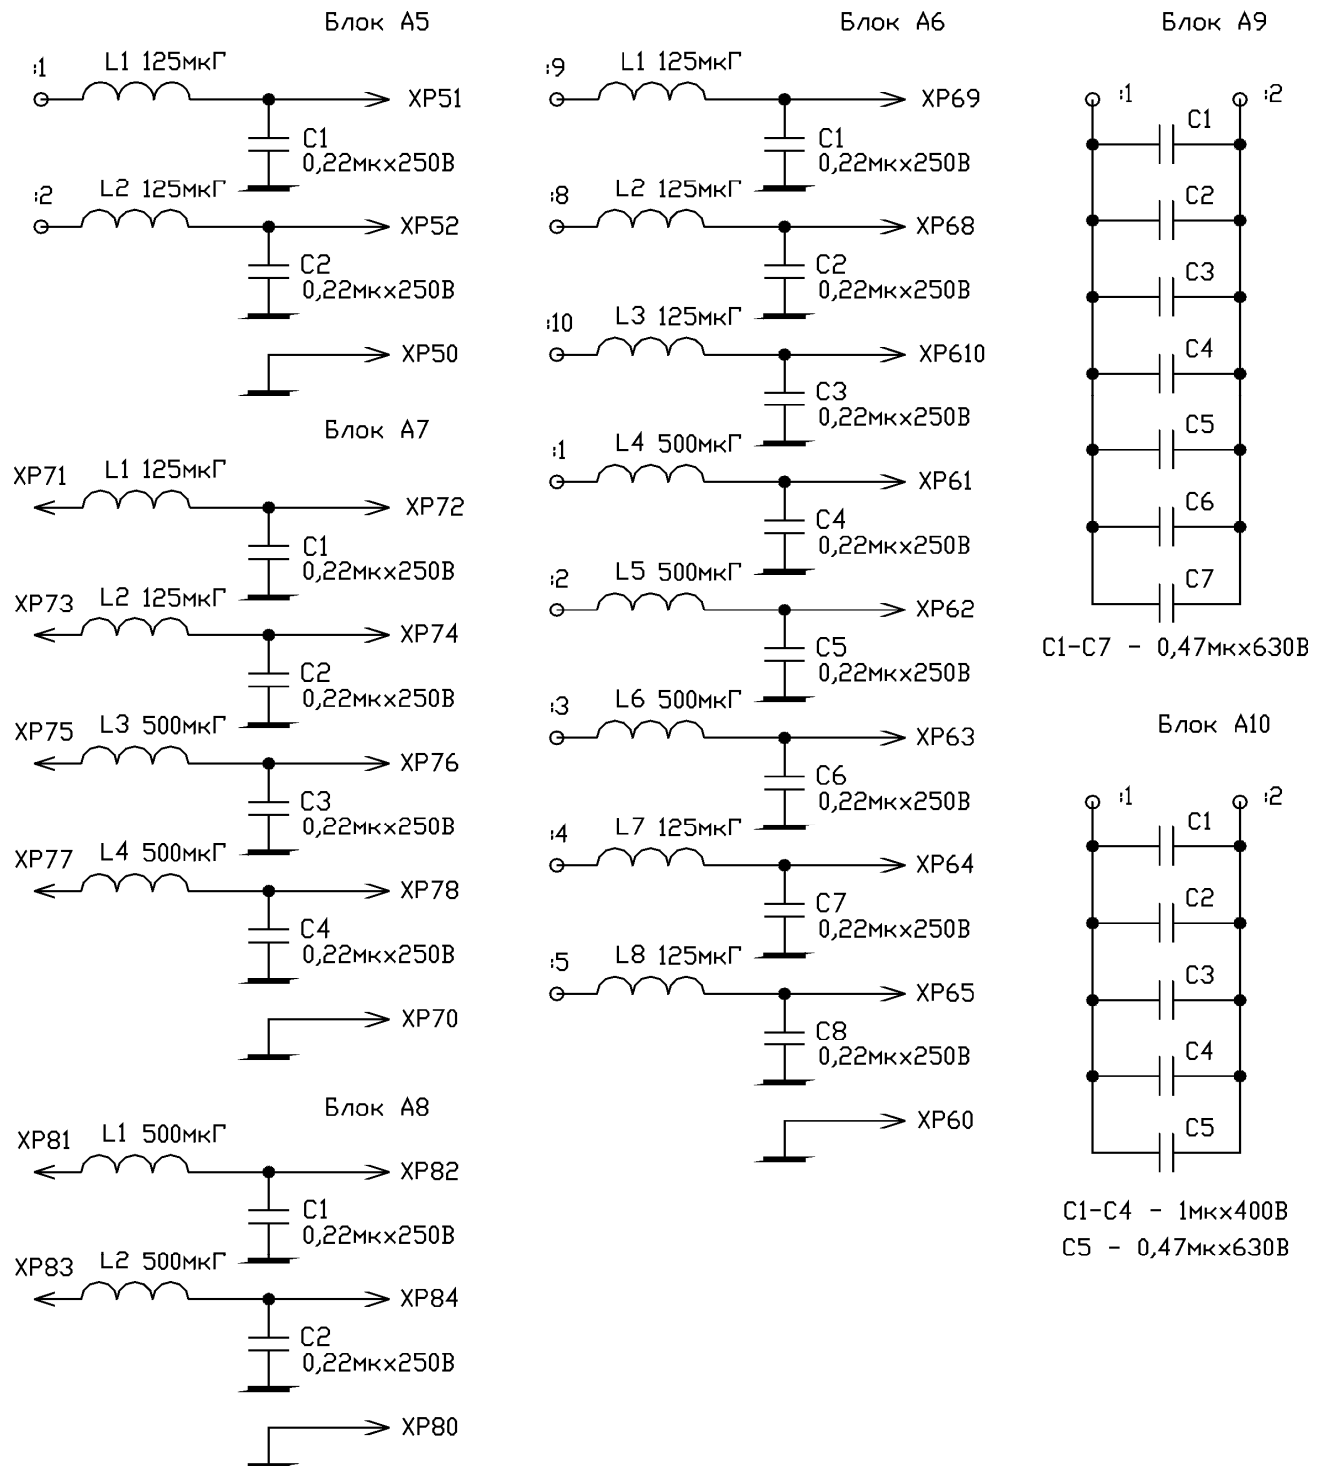 Блок А5
:1
L1 125мкГ
XP51
C1
0,22мкх250В
:2
L2 125мкГ
XP52
C2
0,22мкх250В
XP50
Блок А7
XP71
L1 125мкГ
XP72
C1
0,22мкх250В
XP73
L2 125мкГ
XP74
C2
0,22мкх250В
XP75
L3 500мкГ
XP76
C3
0,22мкх250В
XP77
L4 500мкГ
XP78
C4
0,22мкх250В
XP70
Блок А8
XP81
L1 500мкГ
XP82
C1
0,22мкх250В
XP83
L2 500мкГ
XP84
C2
0,22мкх250В
XP80
Блок А6
:9
L1 125мкГ
XP69
C1
0,22мкх250В
:8
L2 125мкГ
XP68
C2
0,22мкх250В
:10
L3 125мкГ
XP610
C3
0,22мкх250В
:1
L4 500мкГ
XP61
C4
0,22мкх250В
:2
L5 500мкГ
XP62
C5
0,22мкх250В
:3
L6 500мкГ
XP63
C6
0,22мкх250В
:4
L7 125мкГ
XP64
C7
0,22мкх250В
:5
L8 125мкГ
XP65
C8
0,22мкх250В
XP60
Блок А9
:1
:2
C1
C2
C3
C4
C5
C6
C7
C1-C7 - 0,47мкх630В
Блок А10
:1
:2
C1
C2
C3
C4
C5
C1-C4 - 1мкх400В
C5 - 0,47мкх630В